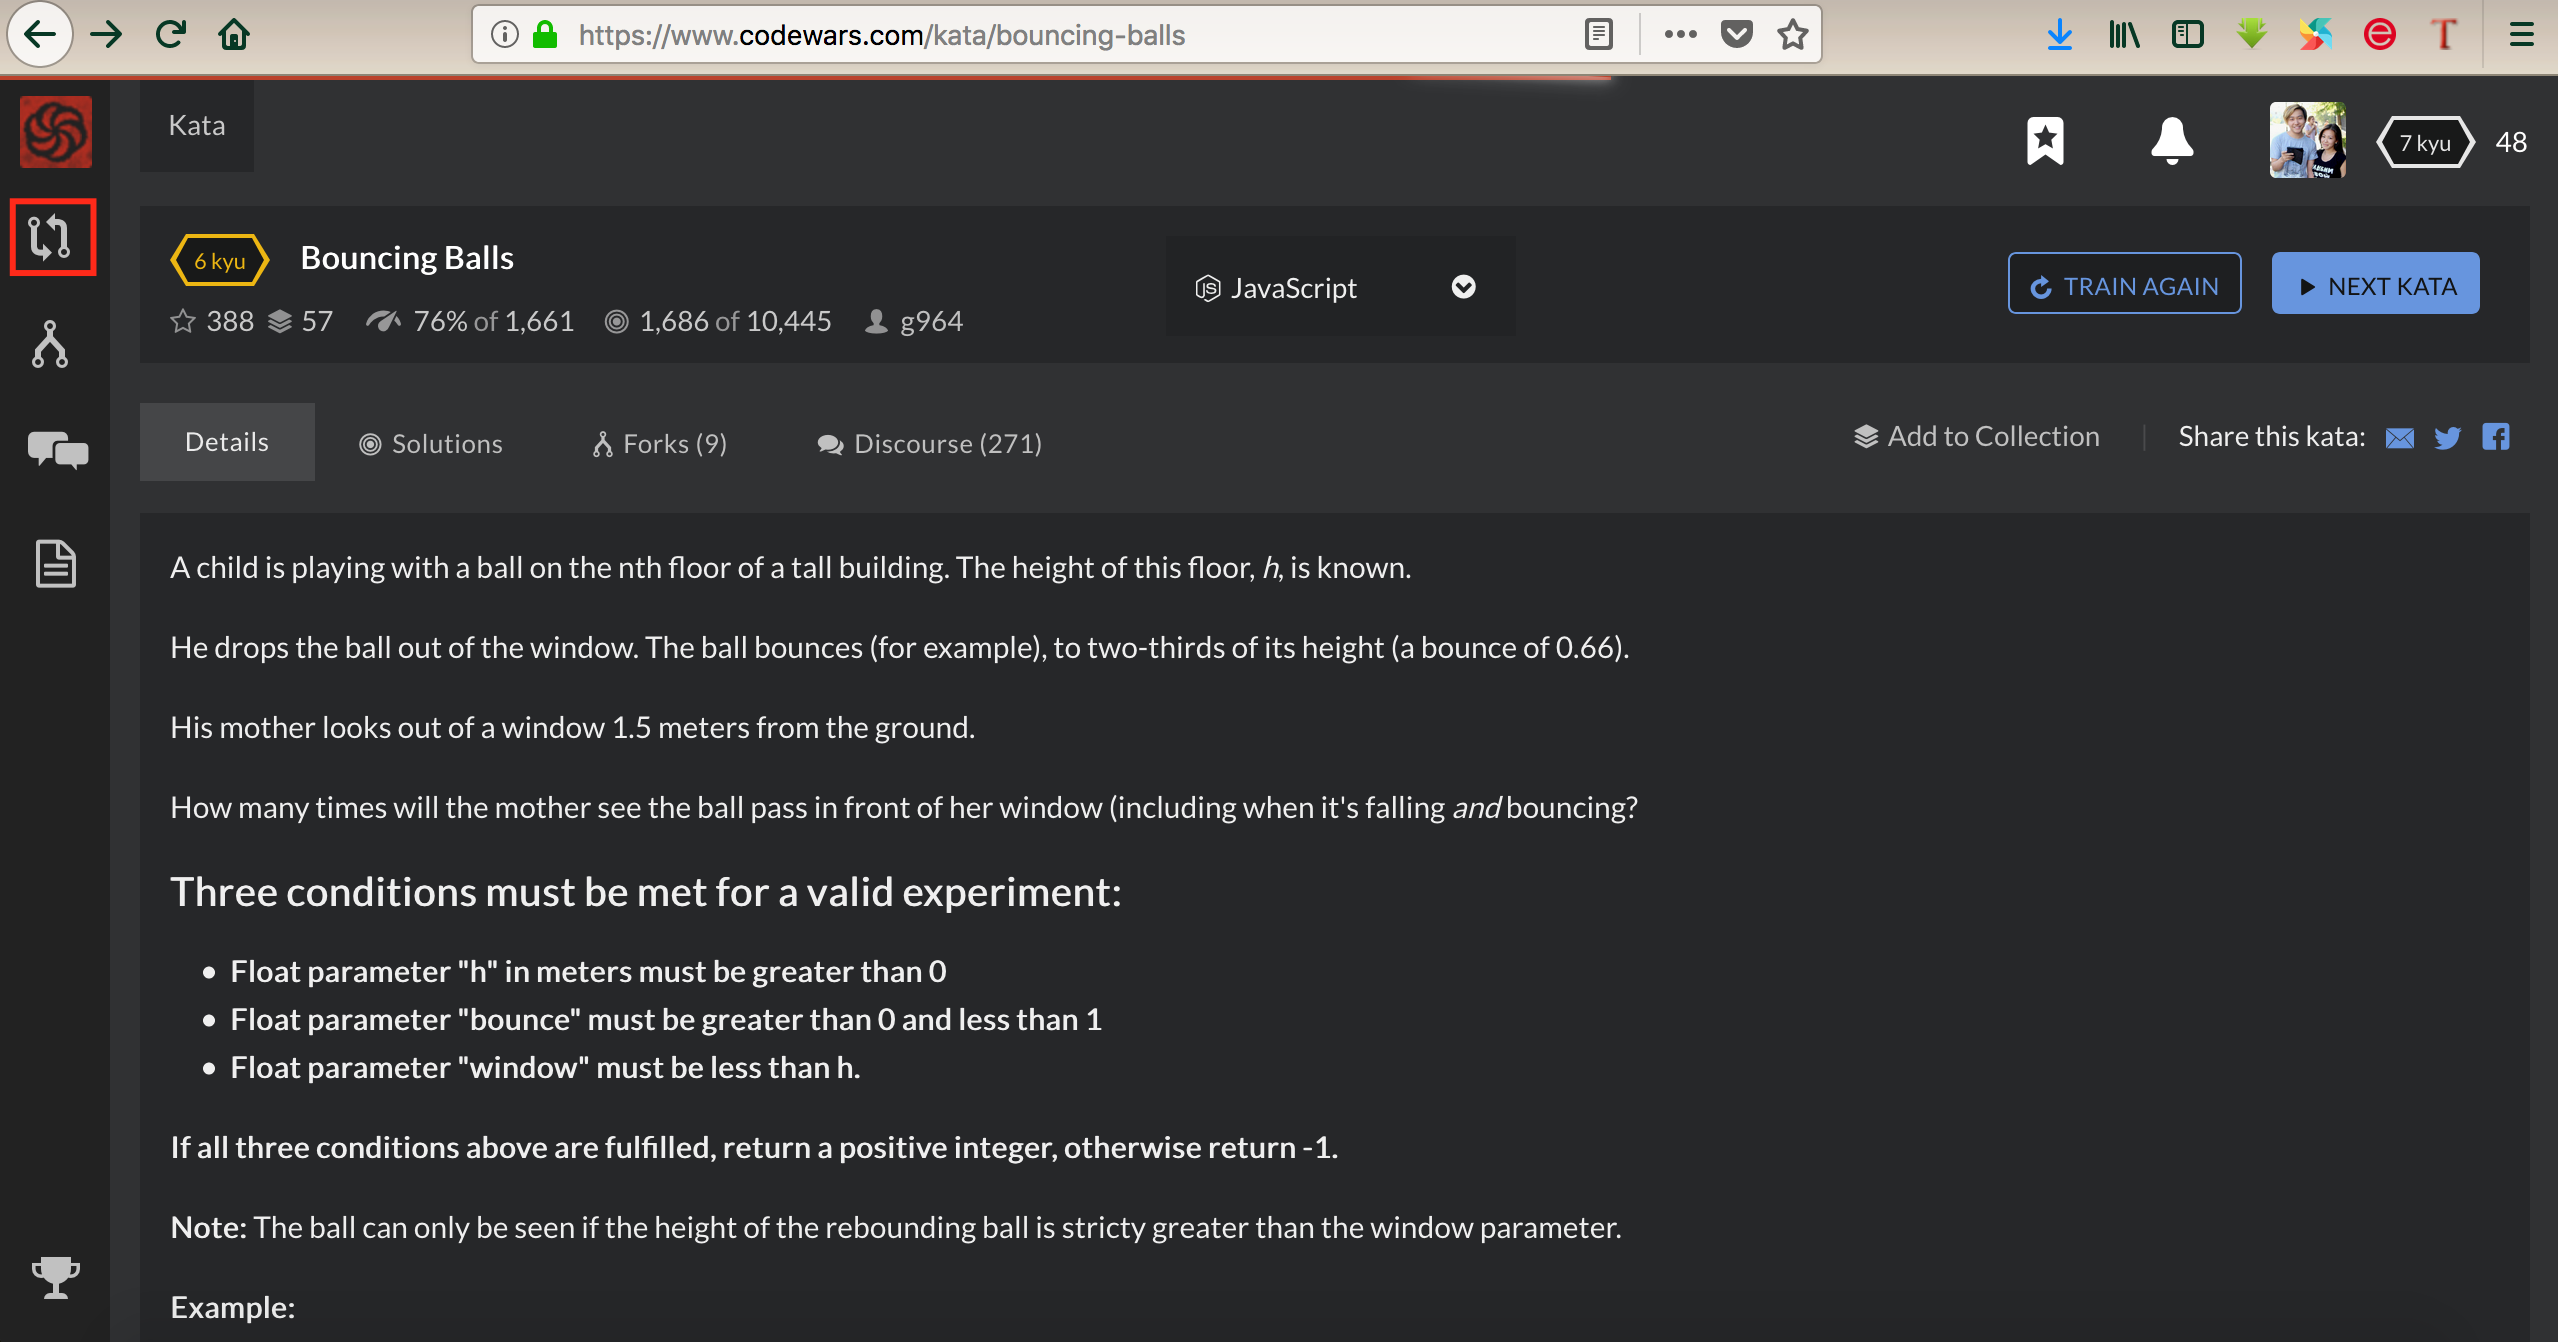 https://www.codewars.com/kata/bouncing-balls
Kata
7 kyu 48
6 kyu Bouncing Balls
388 57 76% of 1,661 1,686 of 10,445 g964
JS JavaScript
TRAIN AGAIN NEXT KATA
Details Solutions Forks (9) Discourse (271)
Add to Collection Share this kata:
A child is playing with a ball on the nth floor of a tall building. The height of this floor, h, is known.
He drops the ball out of the window. The ball bounces (for example), to two-thirds of its height (a bounce of 0.66).
His mother looks out of a window 1.5 meters from the ground.
How many times will the mother see the ball pass in front of her window (including when it's falling and bouncing?
Three conditions must be met for a valid experiment:
• Float parameter "h" in meters must be greater than 0
• Float parameter "bounce" must be greater than 0 and less than 1
• Float parameter "window" must be less than h.
If all three conditions above are fulfilled, return a positive integer, otherwise return -1.
Note: The ball can only be seen if the height of the rebounding ball is stricty greater than the window parameter.
Example: